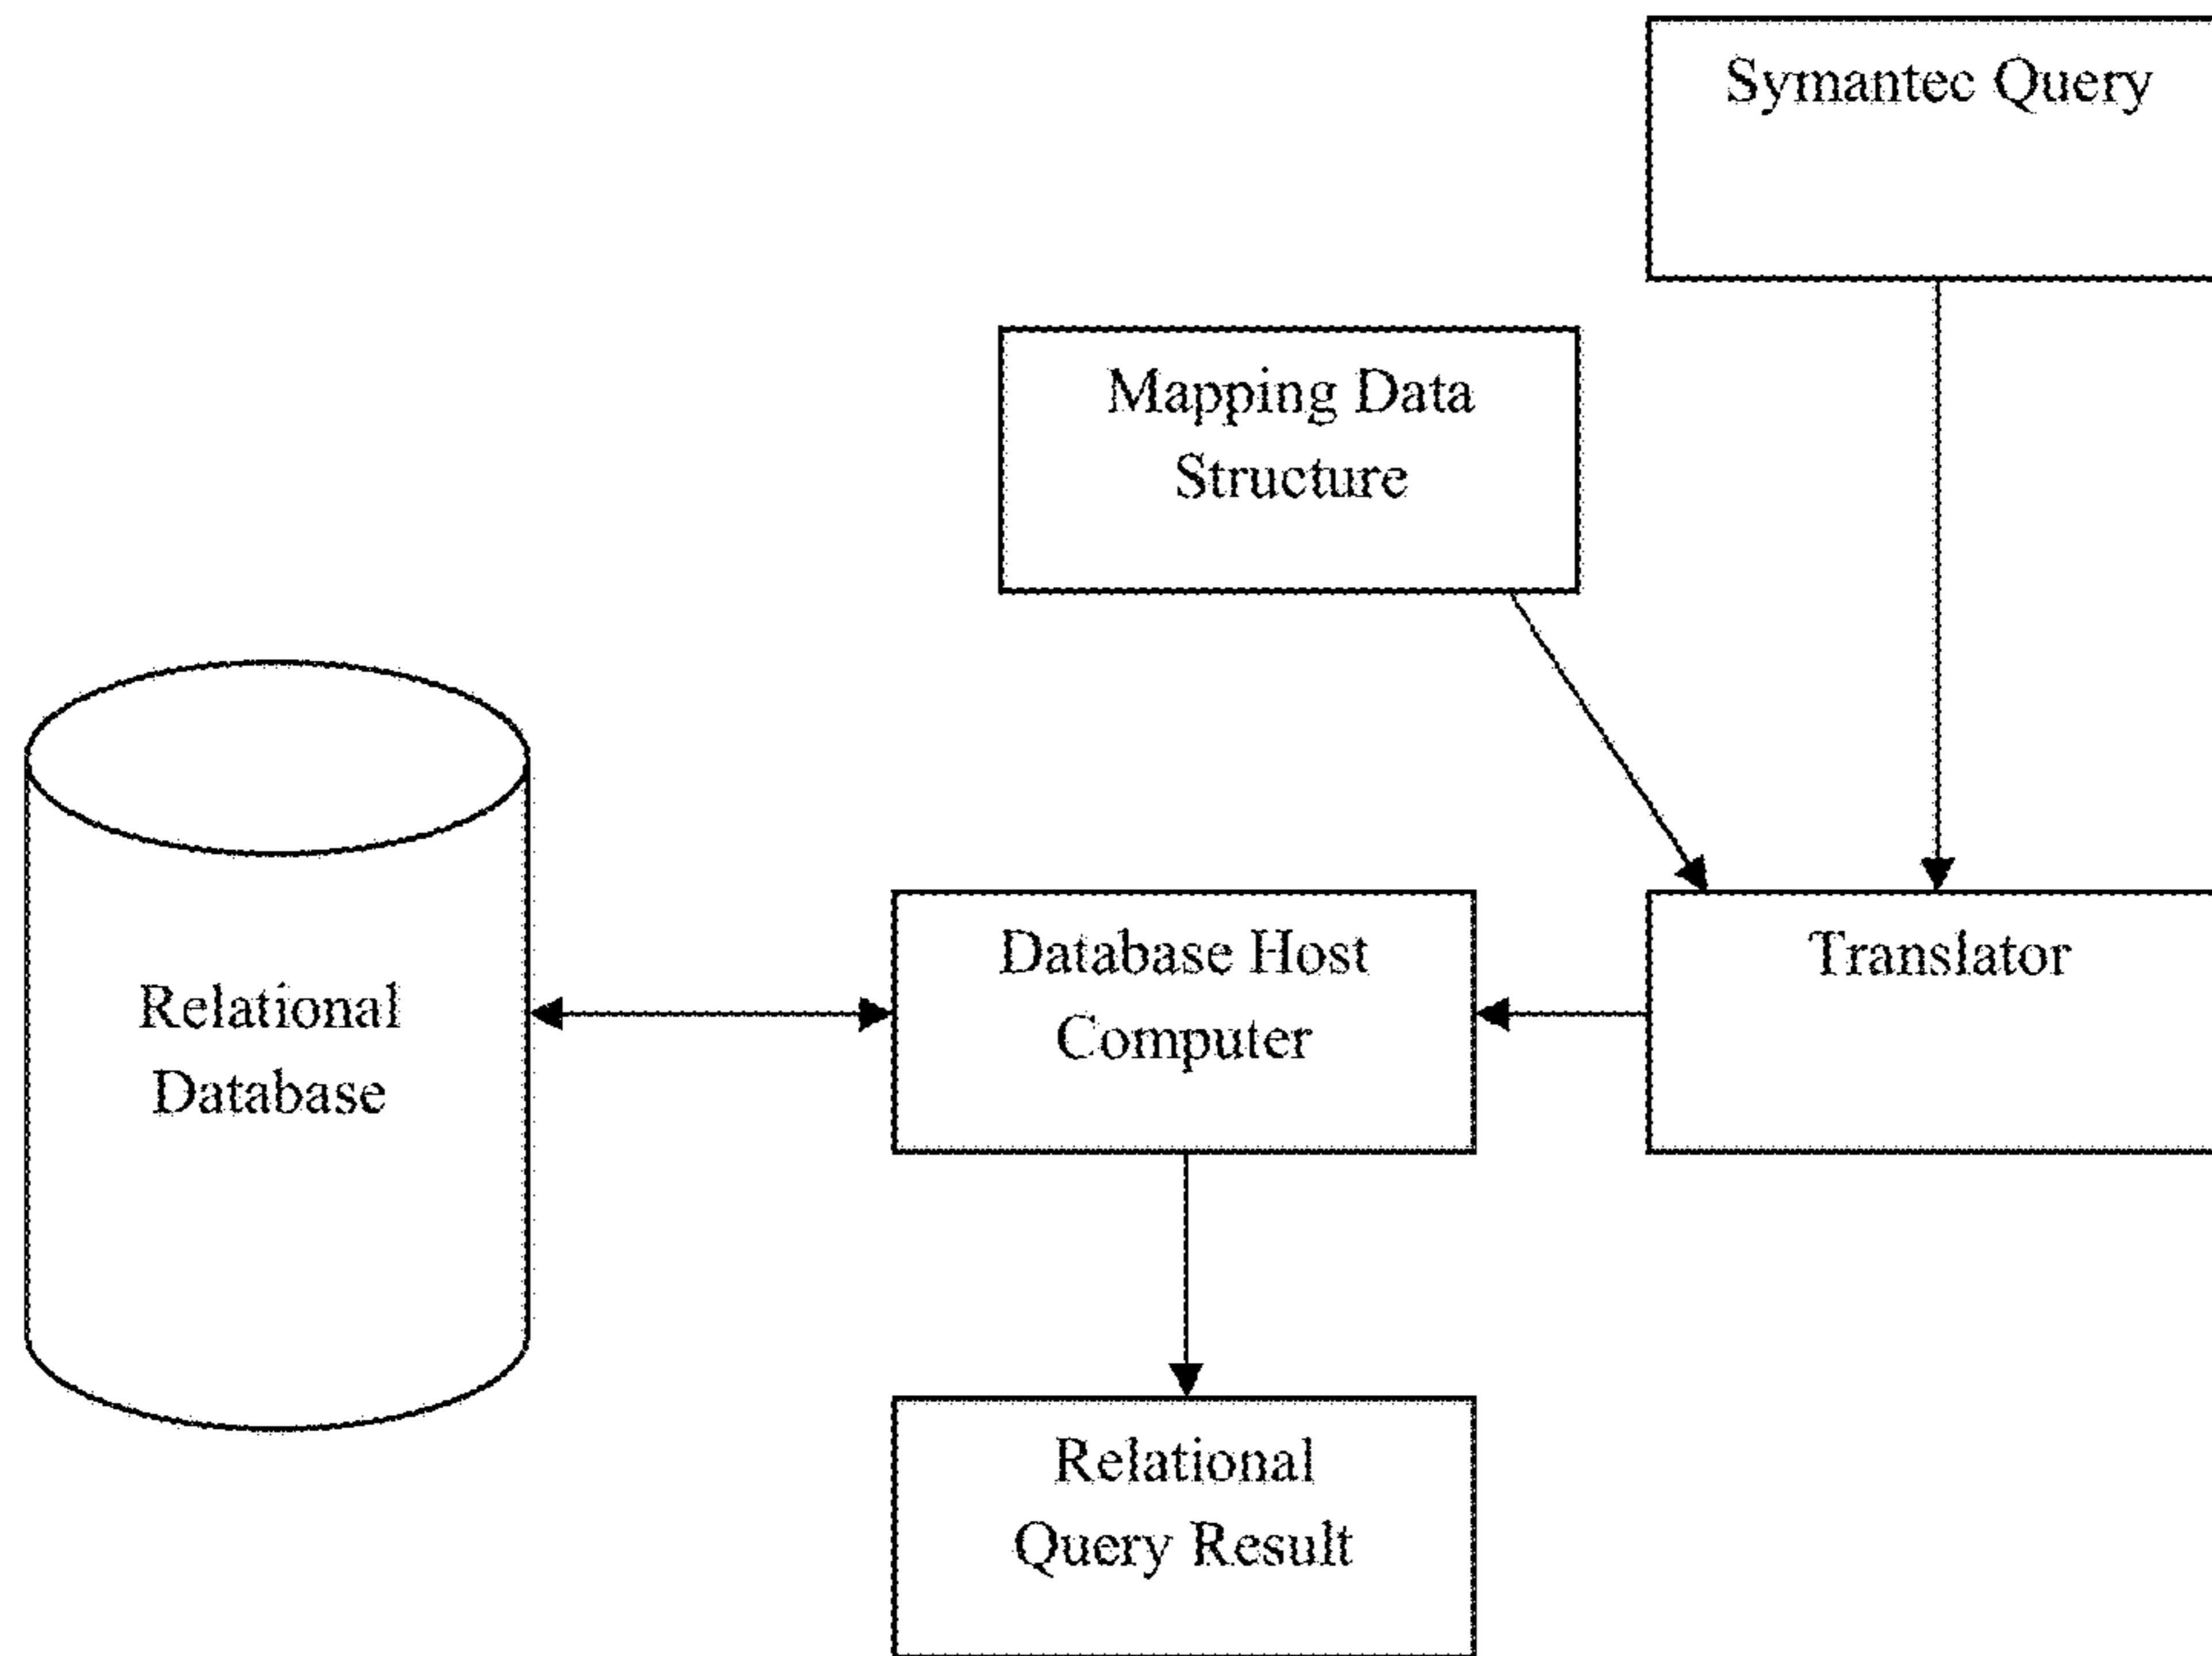 Symantec Query
Mapping Data
Structure
Relational
Database
Database Host
Computer
Translator
Relational
Query Result